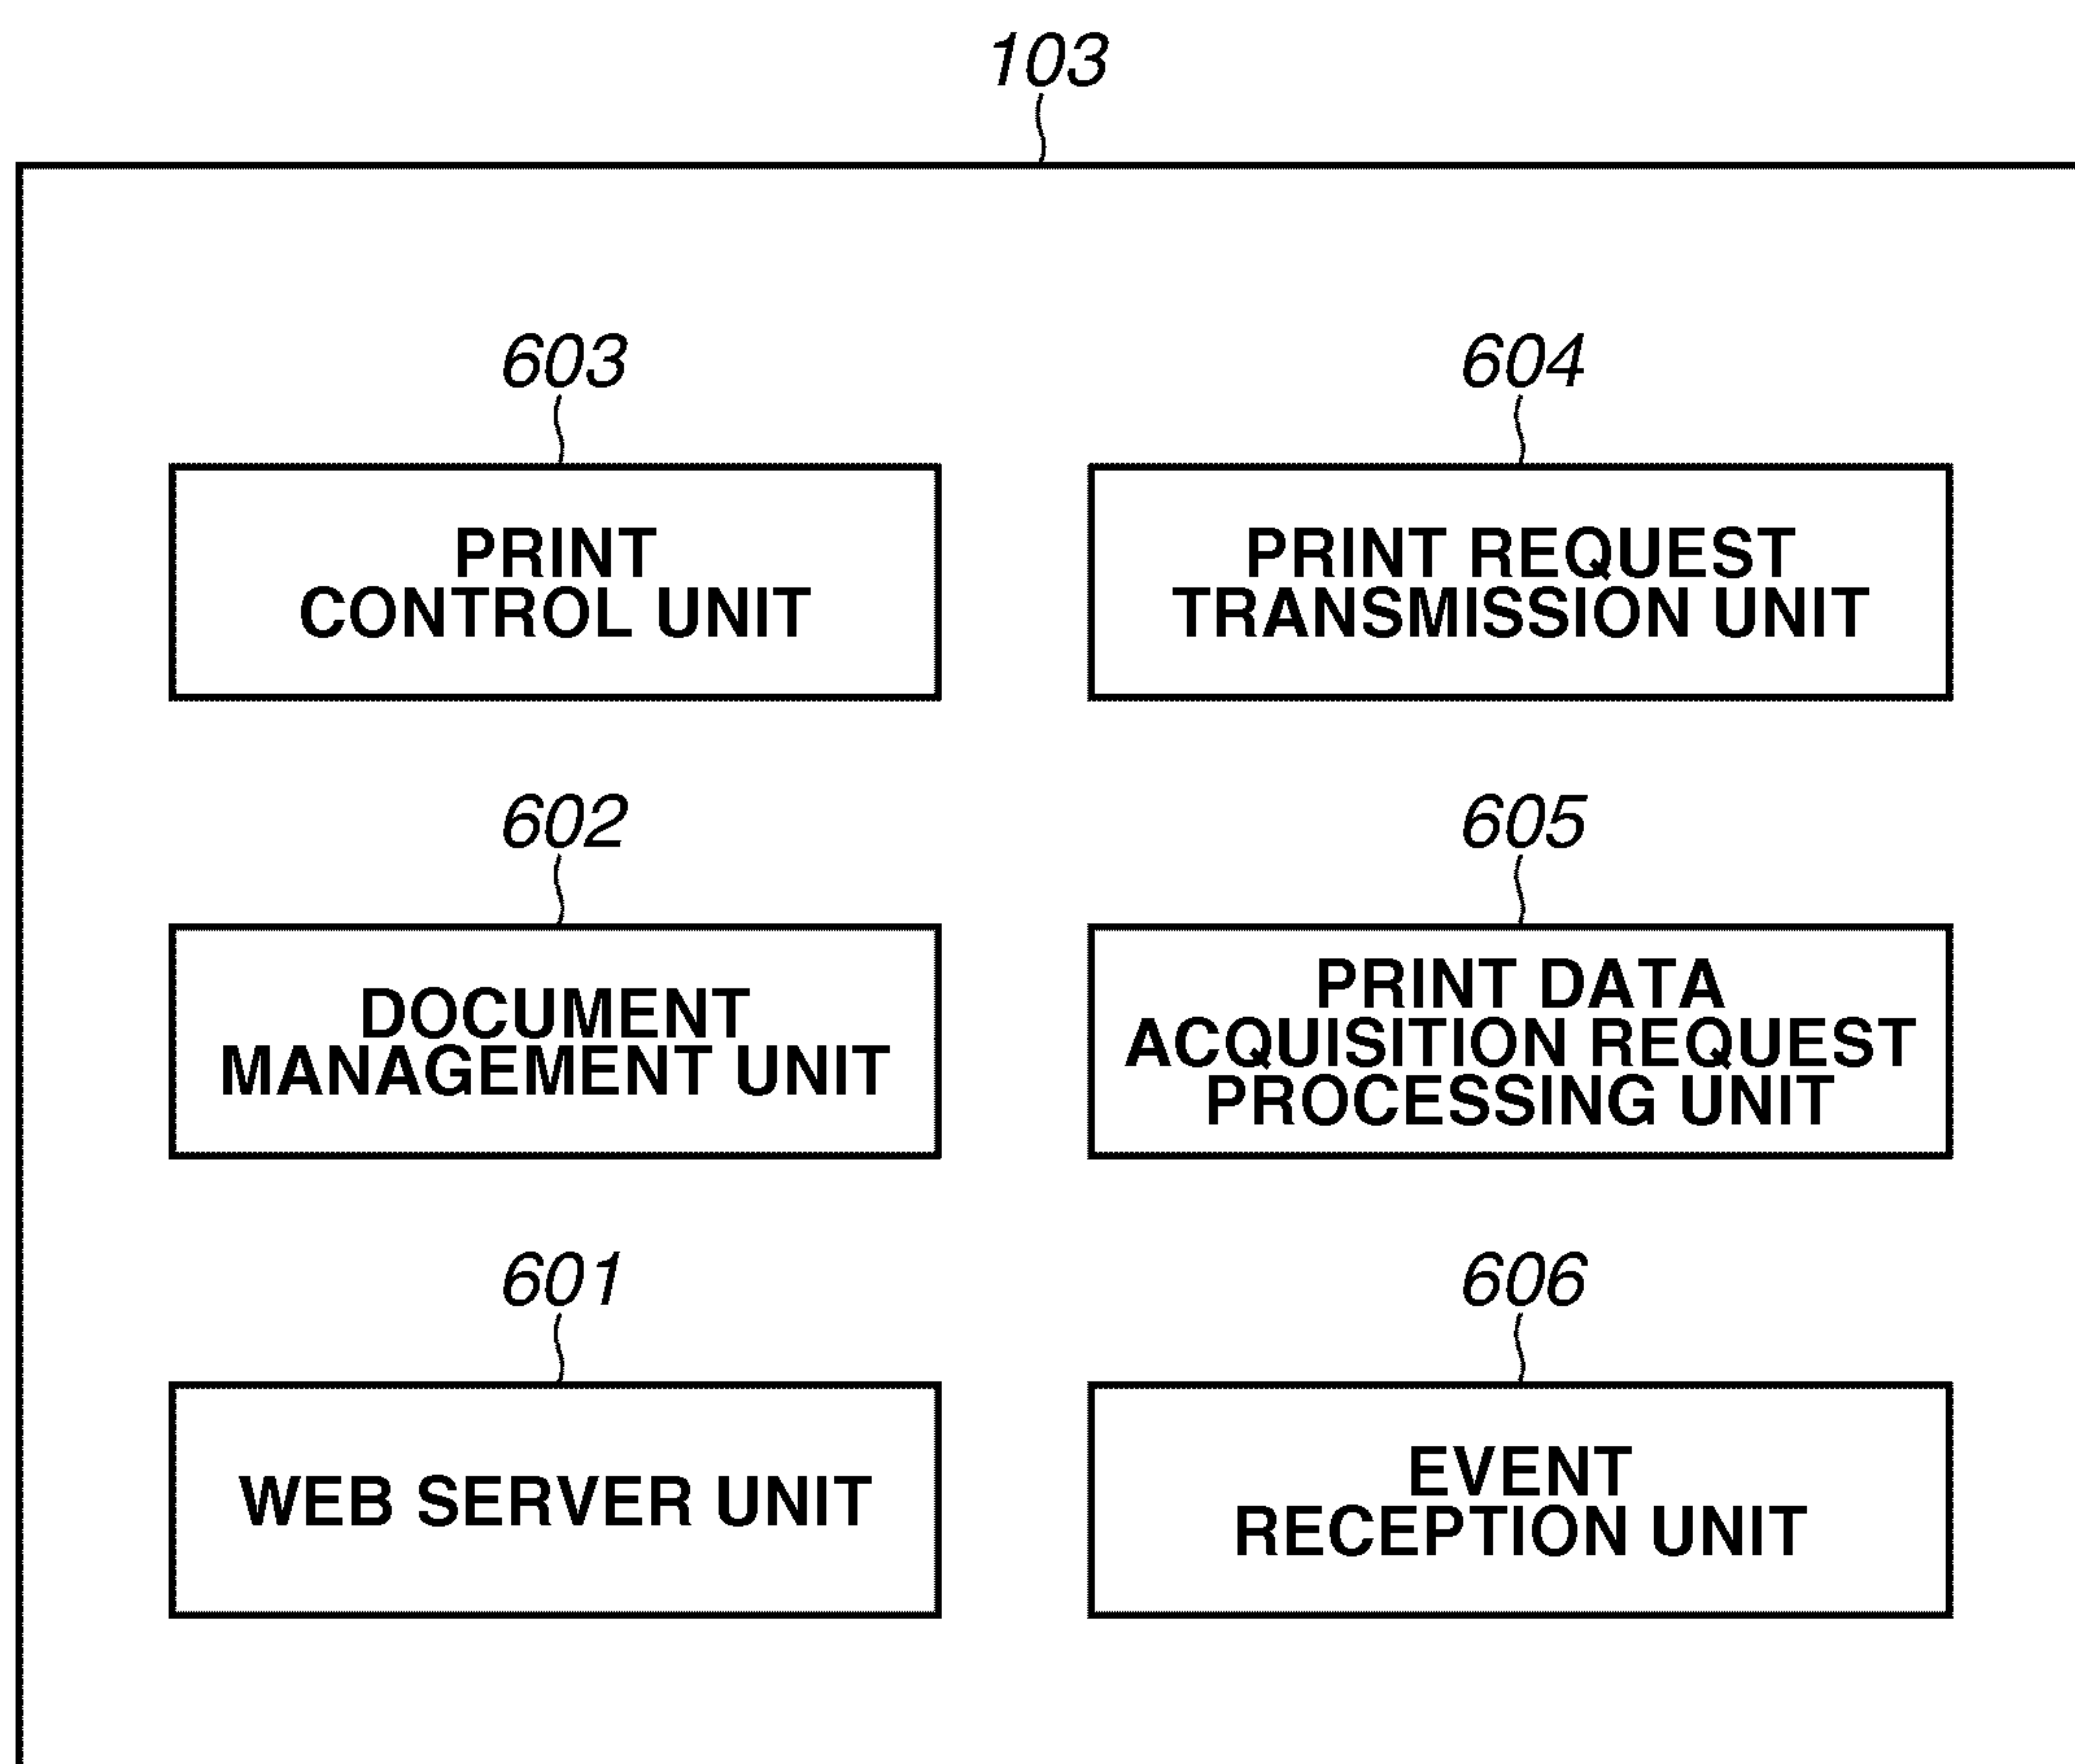 103
603
PRINT
CONTROL UNIT
604
PRINT REQUEST
TRANSMISSION UNIT
602
DOCUMENT
MANAGEMENT UNIT
605
PRINT DATA
ACQUISITION REQUEST
PROCESSING UNIT
601
WEB SERVER UNIT
606
EVENT
RECEPTION UNIT